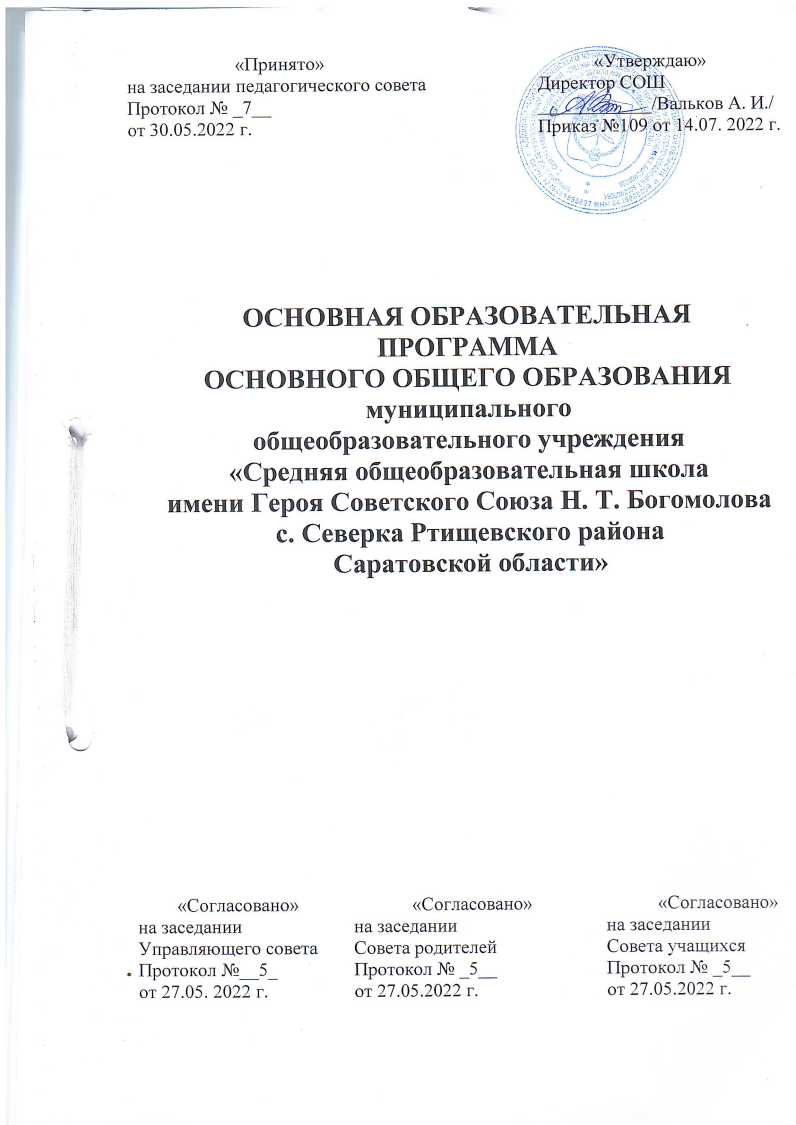 «Принято»
на заседании педагогического совета
Протокол № _7__
от 30.05.2022 г.
«Утверждаю»
Директор СОШ
____________/Вальков А. И./
Приказ №109 от 14.07. 2022 г.
ОСНОВНАЯ ОБРАЗОВАТЕЛЬНАЯ
ПРОГРАММА
ОСНОВНОГО ОБЩЕГО ОБРАЗОВАНИЯ
муниципального
общеобразовательного учреждения
«Средняя общеобразовательная школа
имени Героя Советского Союза Н. Т. Богомолова
с. Северка Ртищевского района
Саратовской области»
«Согласовано»
на заседании
Управляющего совета
Протокол №__5_
от 27.05. 2022 г.
«Согласовано»
на заседании
Совета родителей
Протокол № _5__
от 27.05.2022 г.
«Согласовано»
на заседании
Совета учащихся
Протокол № _5__
от 27.05.2022 г.